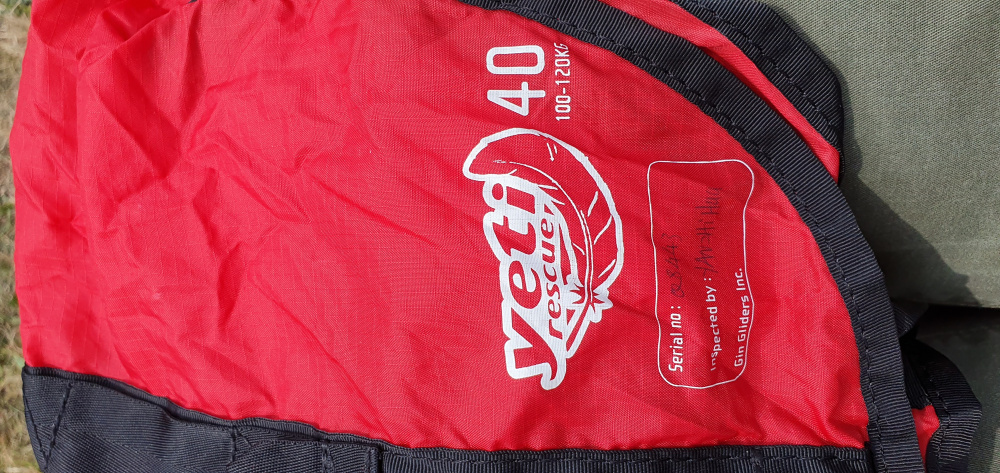 yeti 40
rescue 100-120KG
Serial no :
Inspected by :
Gin Gliders Inc.